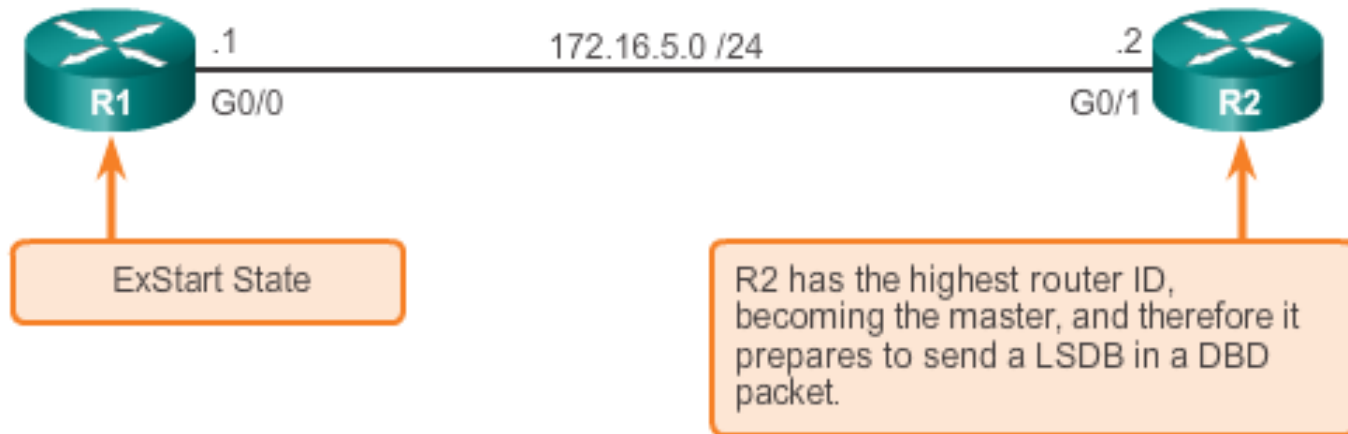 .1
172.16.5.0 /24
.2
R1
G0/0
G0/1
R2
ExStart State
R2 has the highest router ID,
becoming the master, and therefore it
prepares to send a LSDB in a DBD
packet.